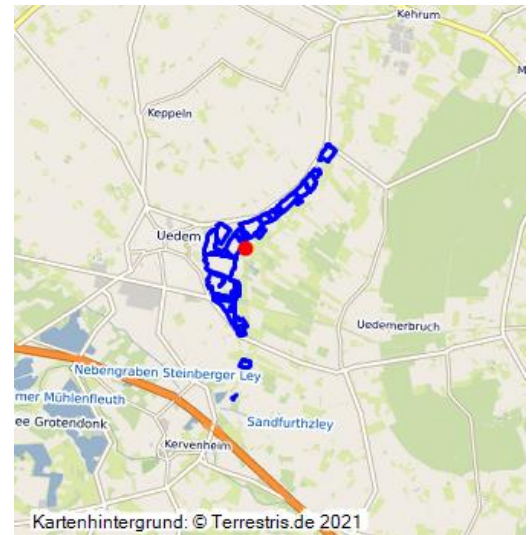 Kehrum
M
Keppeln
Uedem
Uedemerbruch
Nebengraben Steinberger Ley
mer Mühlenfleuth
ee Grotendonk
Sandfurthzley
Kervenheim
Kartenhintergrund: © Terrestris.de 2021